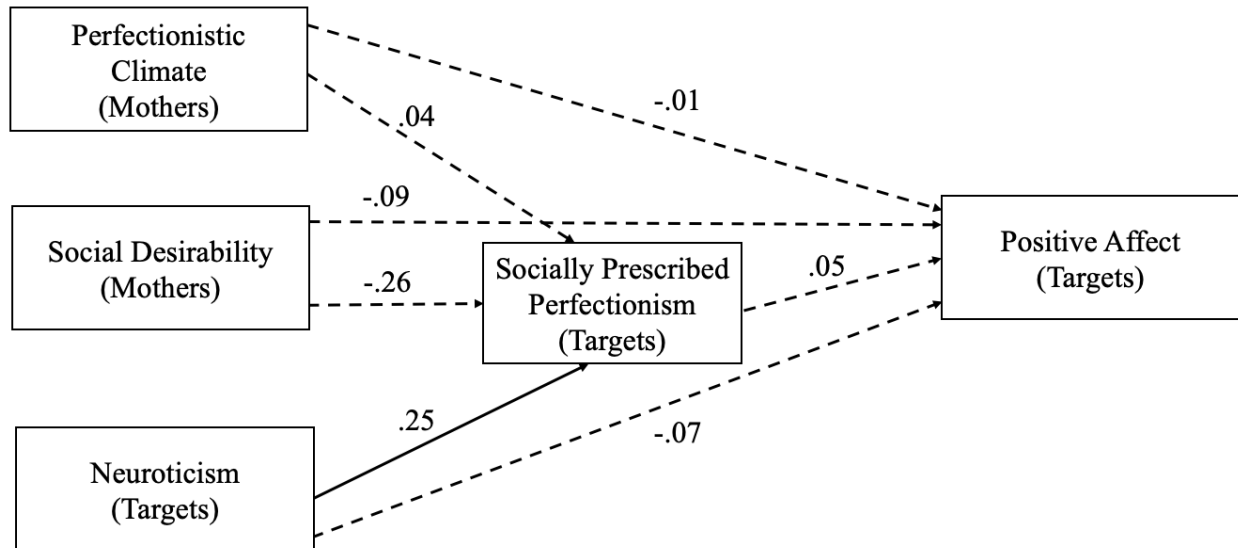 Perfectionistic
Climate
(Mothers)
-.01
.04
-.09
Social Desirability
(Mothers)
-.26
Socially Prescribed
Perfectionism
(Targets)
.05
Positive Affect
(Targets)
.25
-.07
Neuroticism
(Targets)